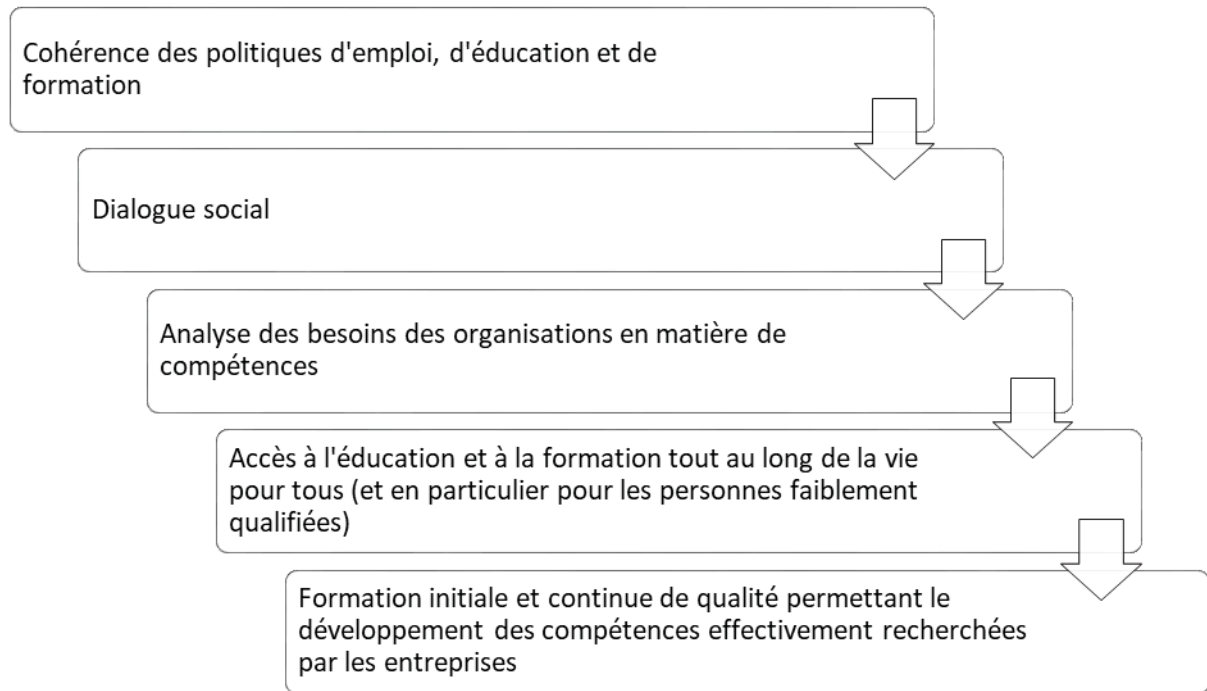 Cohérence des politiques d'emploi, d'éducation et de
formation
Dialogue social
Analyse des besoins des organisations en matière de
compétences
Accès à l'éducation et à la formation tout au long de la vie
pour tous (et en particulier pour les personnes faiblement
qualifiées)
Formation initiale et continue de qualité permettant le
développement des compétences effectivement recherchées
par les entreprises